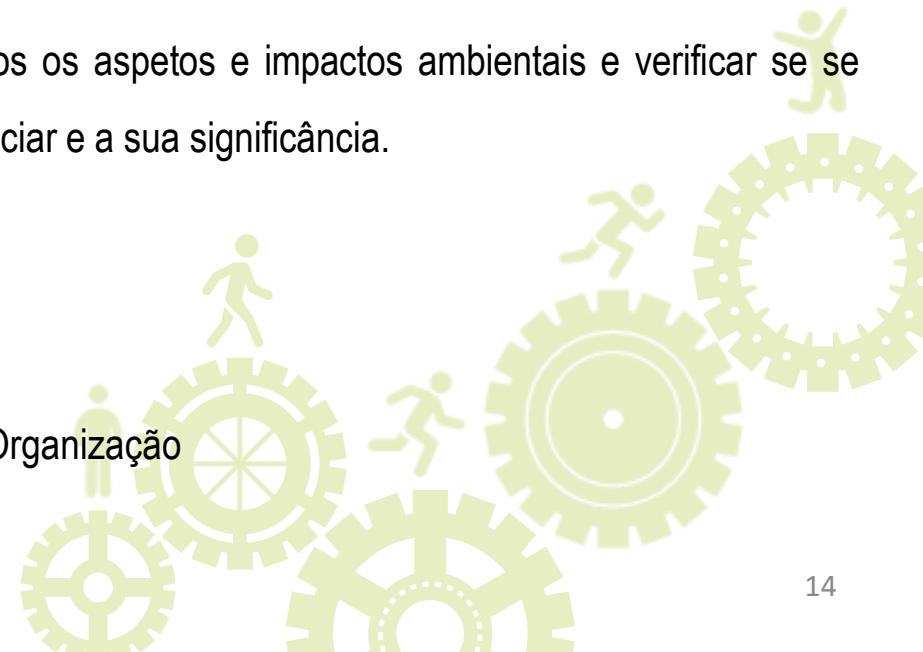 os os aspetos e impactos ambientais e verificar se se
ciar e a sua significância.
Organização
14